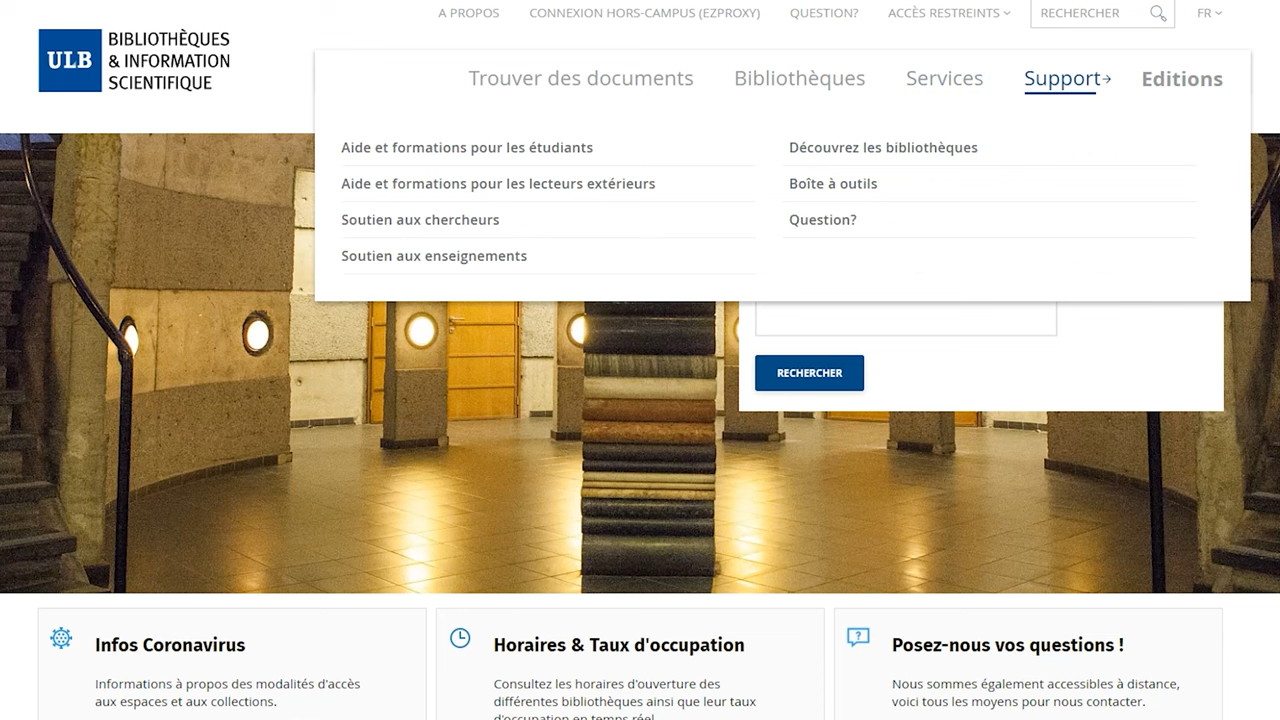 A PROPOS
CONNEXION HORS-CAMPUS (EZPROXY)
QUESTION?
ACCÈS RESTREINTS
RECHERCHER
FR
ULB
BIBLIOTHÈQUES
& INFORMATION
SCIENTIFIQUE
Trouver des documents
Bibliothèques
Services
Support
Editions
Aide et formations pour les étudiants
Aide et formations pour les lecteurs extérieurs
Soutien aux chercheurs
Soutien aux enseignements
Découvrez les bibliothèques
Boîte à outils
Question?
RECHERCHER
Infos Coronavirus
Informations à propos des modalités d'accès
aux espaces et aux collections.
Horaires & Taux d'occupation
Consultez les horaires d'ouverture des
différentes bibliothèques ainsi que leur taux
d'occupation en temps réel
Posez-nous vos questions !
Nous sommes également accessibles à distance,
voici tous les moyens pour nous contacter.